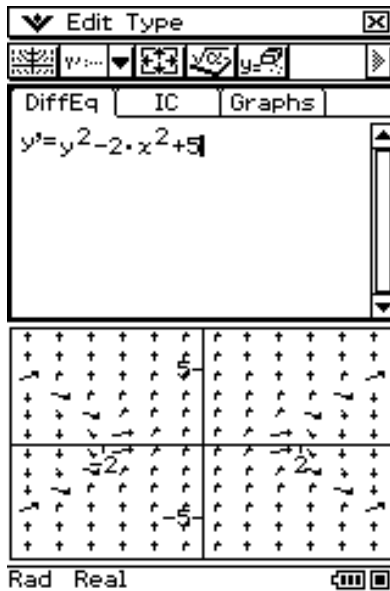 Edit Type
y=
DiffEq IC Graphs
y'=y²-2·x²+5
5
-2 2
-5
Rad Real